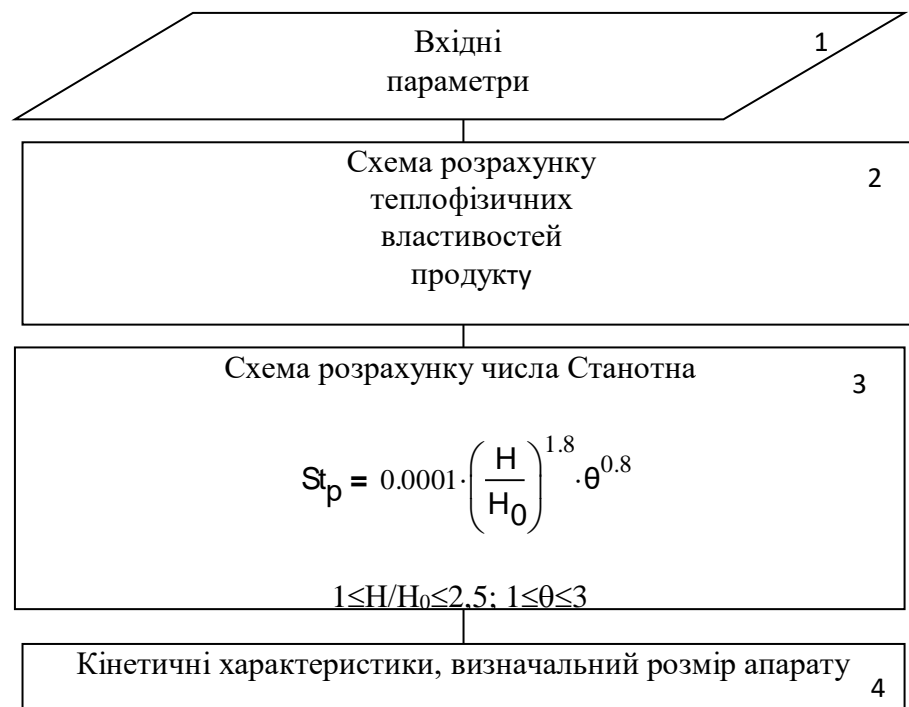 Вхідні
параметри
1
Схема розрахунку
теплофізичних
властивостей
продукту
2
Схема розрахунку числа Станотна
3
St_p = 0.0001·(H/H_0)^1.8·θ^0.8
1≤H/H₀≤2,5; 1≤θ≤3
Кінетичні характеристики, визначальний розмір апарату
4